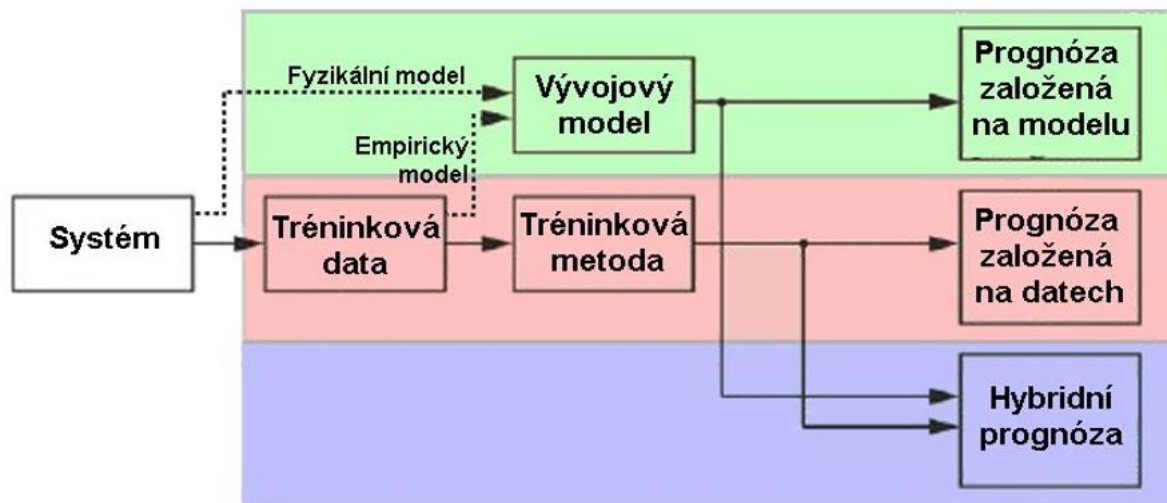 Fyzikální model
Vývojový
model
Prognóza
založená
na modelu
Empirický
model
Systém
Tréninková
data
Tréninková
metoda
Prognóza
založená
na datech
Hybridní
prognóza